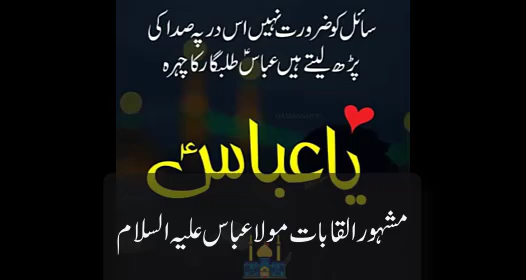 سائل کو ضرورت نہیں اس در پہ صدا کی
پڑھ لیتے ہیں عباسؑ طلبگار کا چہرہ
یا عباسؑ
مشہور القابات مولا عباس علیہ السلام